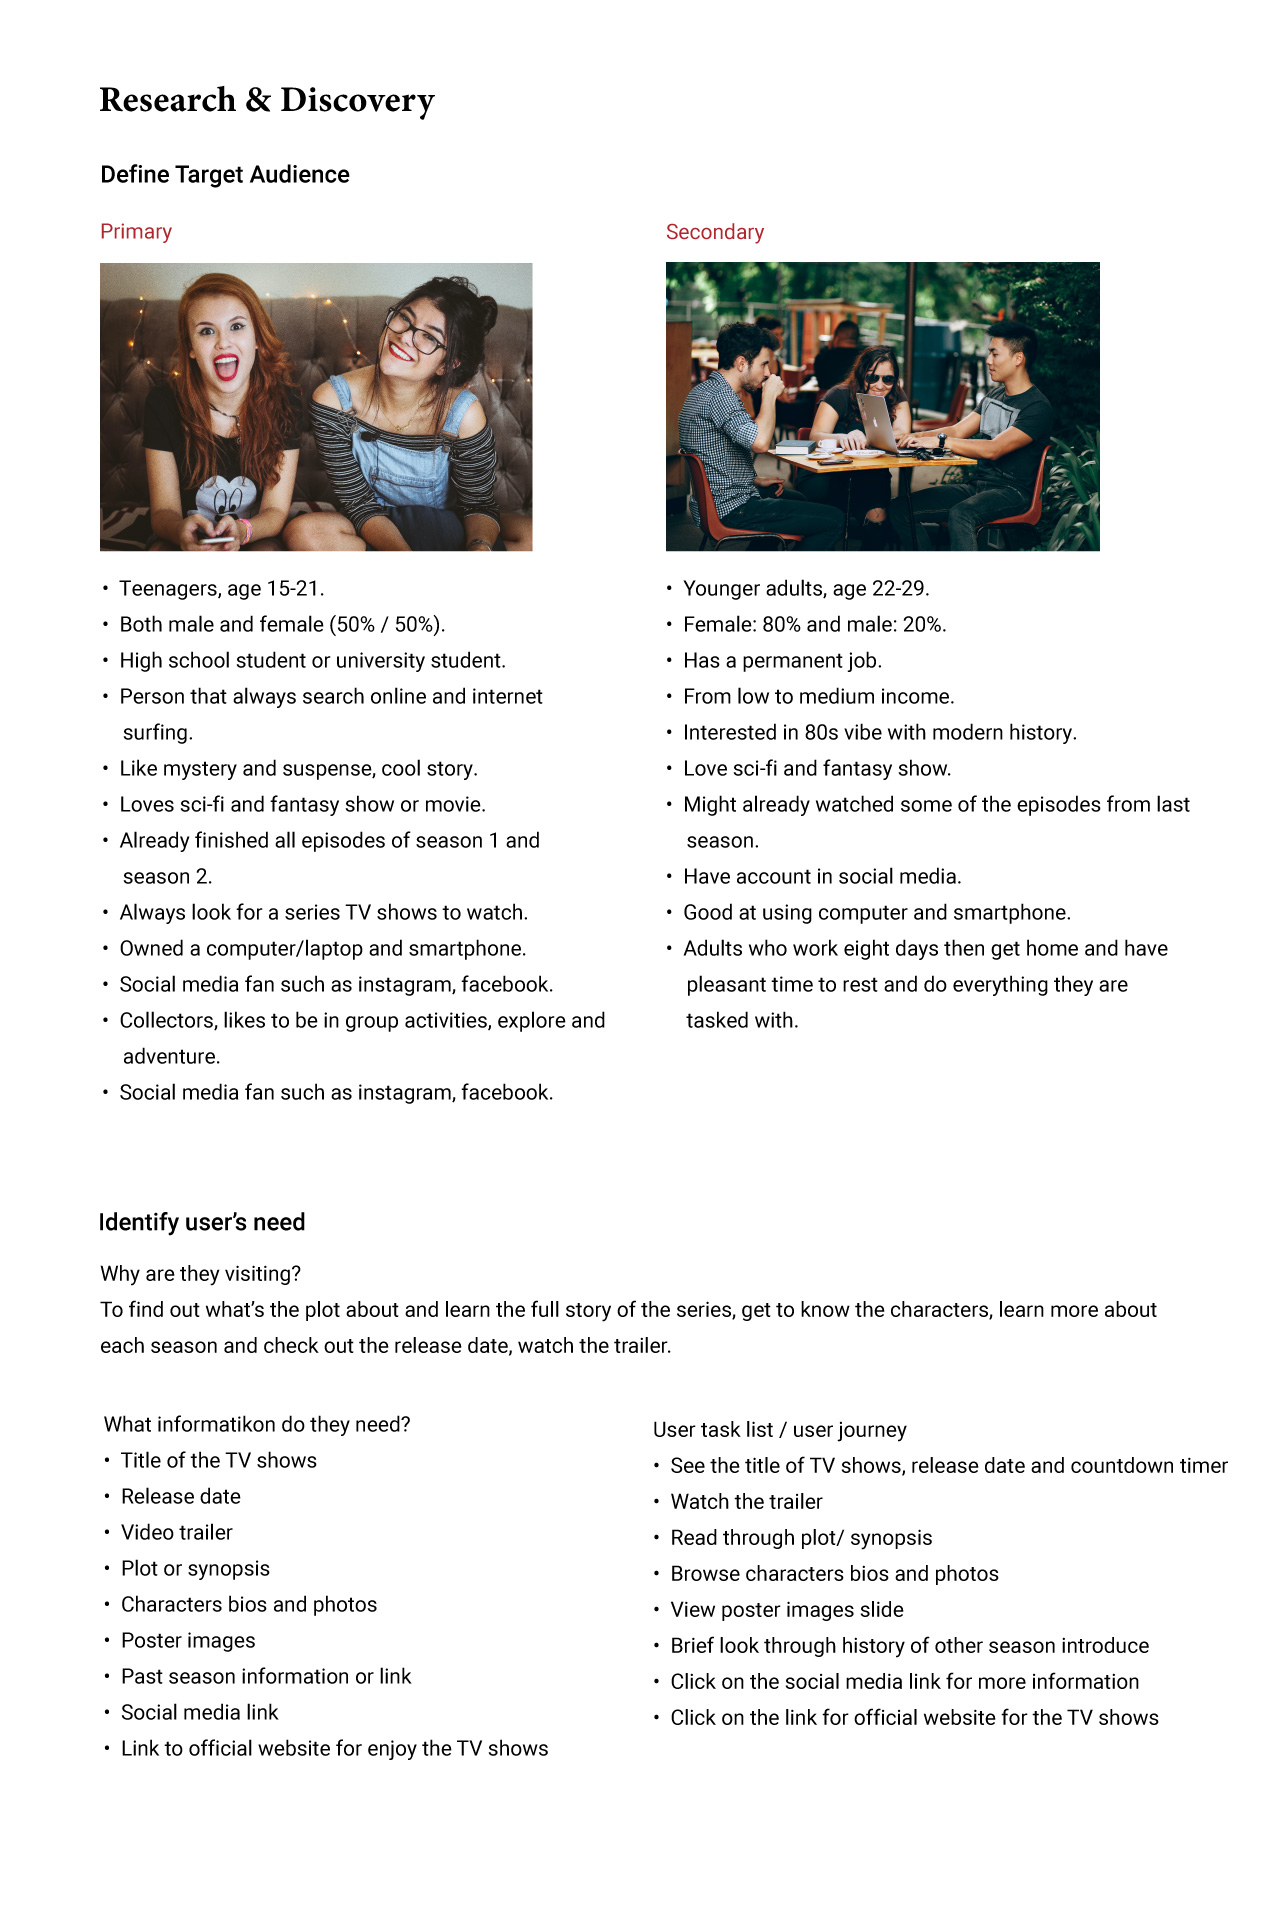 Research & Discovery
Define Target Audience
Primary
• Teenagers, age 15-21.
• Both male and female (50% / 50%).
• High school student or university student.
• Person that always search online and internet
surfing.
• Like mystery and suspense, cool story.
• Loves sci-fi and fantasy show or movie.
• Already finished all episodes of season 1 and
season 2.
• Always look for a series TV shows to watch.
• Owned a computer/laptop and smartphone.
• Social media fan such as instagram, facebook.
• Collectors, likes to be in group activities, explore and
adventure.
• Social media fan such as instagram, facebook.
Secondary
• Younger adults, age 22-29.
• Female: 80% and male: 20%.
• Has a permanent job.
• From low to medium income.
• Interested in 80s vibe with modern history.
• Love sci-fi and fantasy show.
• Might already watched some of the episodes from last
season.
• Have account in social media.
• Good at using computer and smartphone.
• Adults who work eight days then get home and have
pleasant time to rest and do everything they are
tasked with.
Identify user’s need
Why are they visiting?
To find out what’s the plot about and learn the full story of the series, get to know the characters, learn more about
each season and check out the release date, watch the trailer.
What informatikon do they need?
• Title of the TV shows
• Release date
• Video trailer
• Plot or synopsis
• Characters bios and photos
• Poster images
• Past season information or link
• Social media link
• Link to official website for enjoy the TV shows
User task list / user journey
• See the title of TV shows, release date and countdown timer
• Watch the trailer
• Read through plot/ synopsis
• Browse characters bios and photos
• View poster images slide
• Brief look through history of other season introduce
• Click on the social media link for more information
• Click on the link for official website for the TV shows